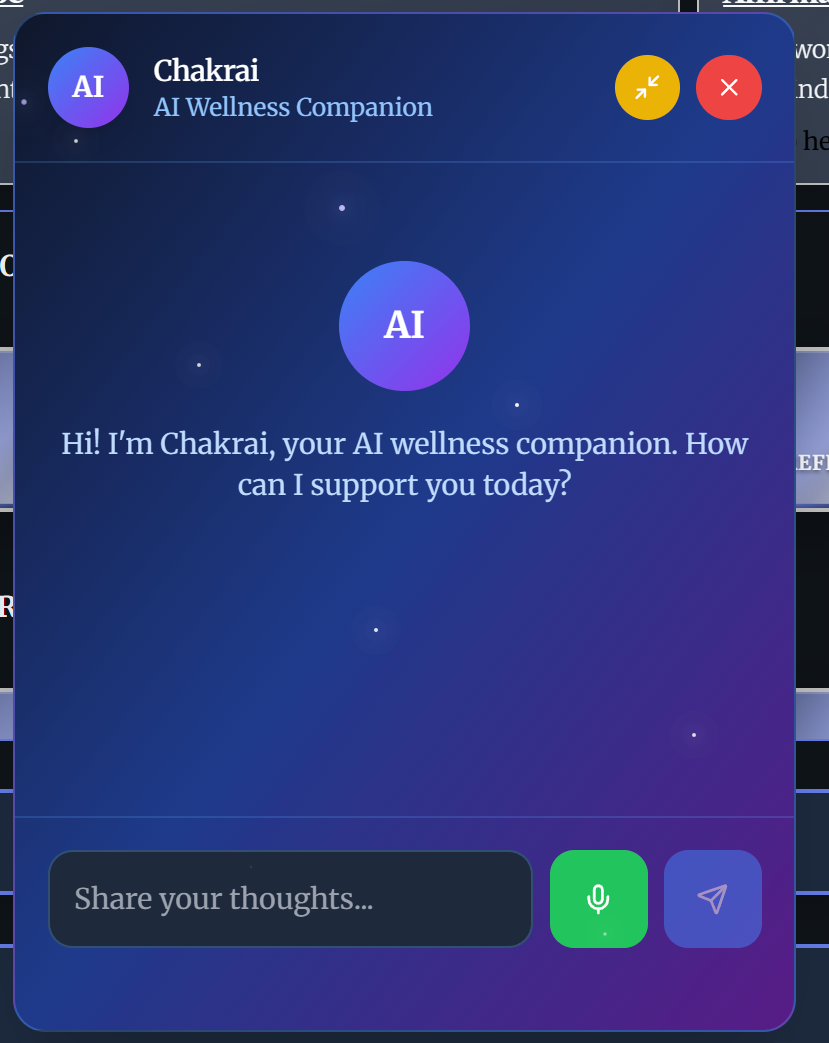 AI
Chakrai
AI Wellness Companion
AI
Hi! I'm Chakrai, your AI wellness companion. How
can I support you today?
Share your thoughts...